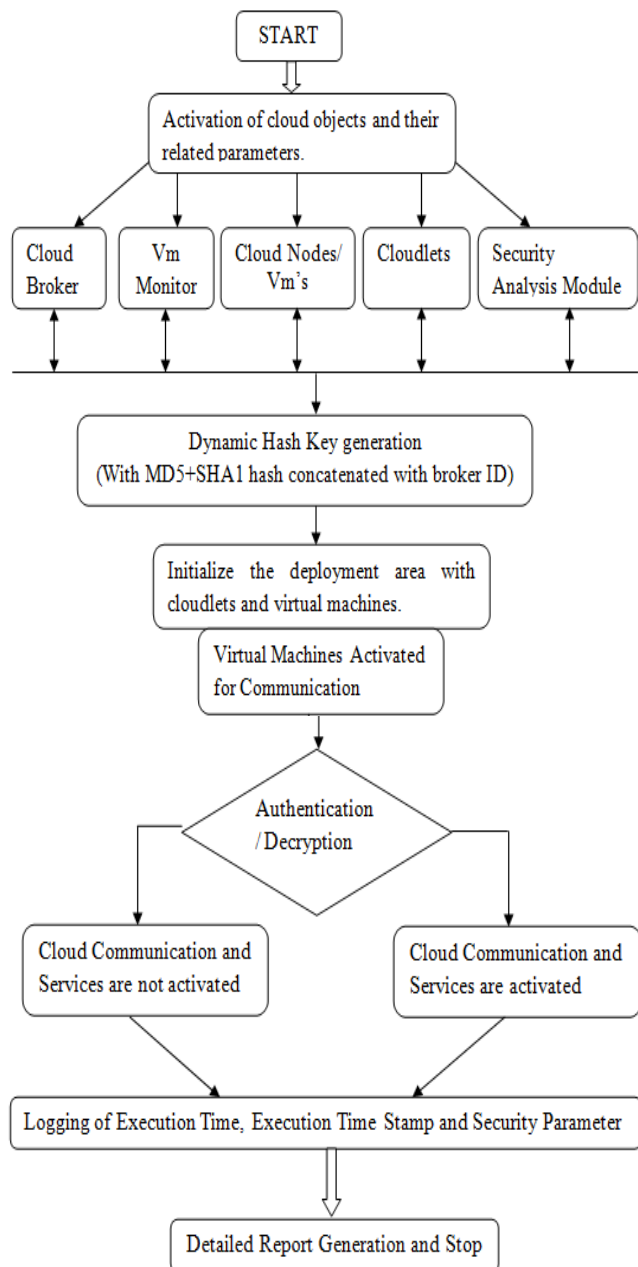 START
Activation of cloud objects and their
related parameters.
Cloud
Broker
Vm
Monitor
Cloud Nodes/
Vm's
Cloudlets
Security
Analysis Module
Dynamic Hash Key generation
(With MD5+SHA1 hash concatenated with broker ID)
Initialize the deployment area with
cloudlets and virtual machines.
Virtual Machines Activated
for Communication
Authentication
/ Decryption
Cloud Communication and
Services are not activated
Cloud Communication and
Services are activated
Logging of Execution Time, Execution Time Stamp and Security Parameter
Detailed Report Generation and Stop